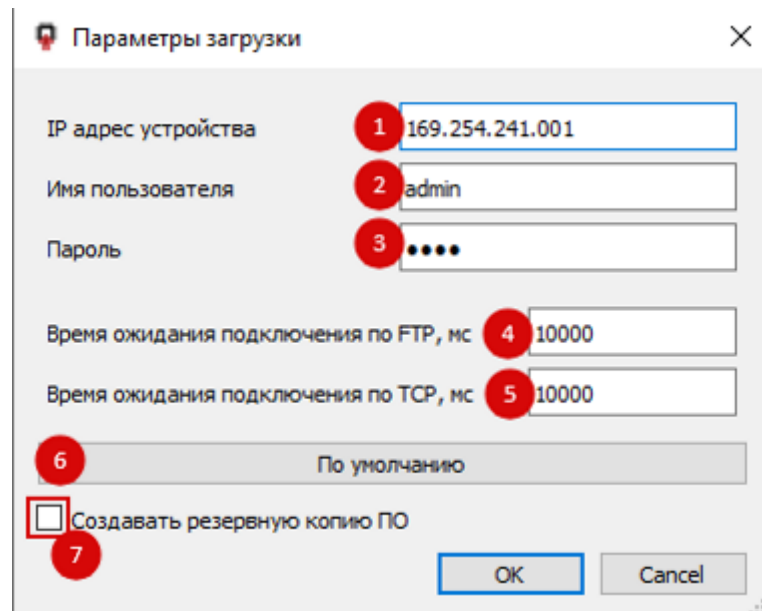 Параметры загрузки
IP адрес устройства 1 169.254.241.001
Имя пользователя 2 admin
Пароль 3 ••••
Время ожидания подключения по FTP, мс 4 10000
Время ожидания подключения по TCP, мс 5 10000
6 По умолчанию
Создавать резервную копию ПО
7
OK Cancel